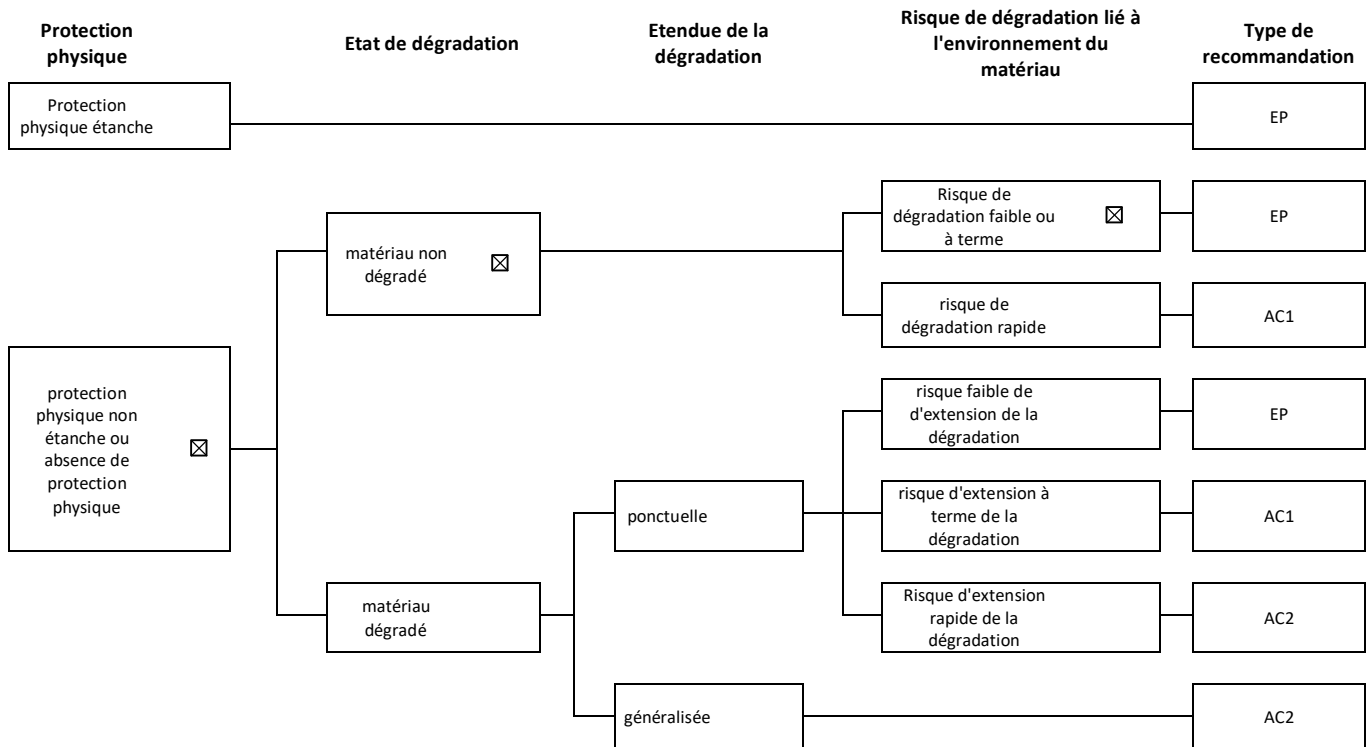 Protection
physique
Etat de dégradation
Etendue de la
dégradation
Risque de dégradation lié à
l'environnement du
matériau
Type de
recommandation
Protection
physique étanche
EP
Risque de
dégradation faible ou
à terme
EP
matériau non
dégradé
risque de
dégradation rapide
AC1
protection
physique non
étanche ou
absence de
protection
physique
risque faible de
d'extension de la
dégradation
EP
ponctuelle
risque d'extension à
terme de la
dégradation
AC1
matériau
dégradé
Risque d'extension
rapide de la
dégradation
AC2
généralisée
AC2